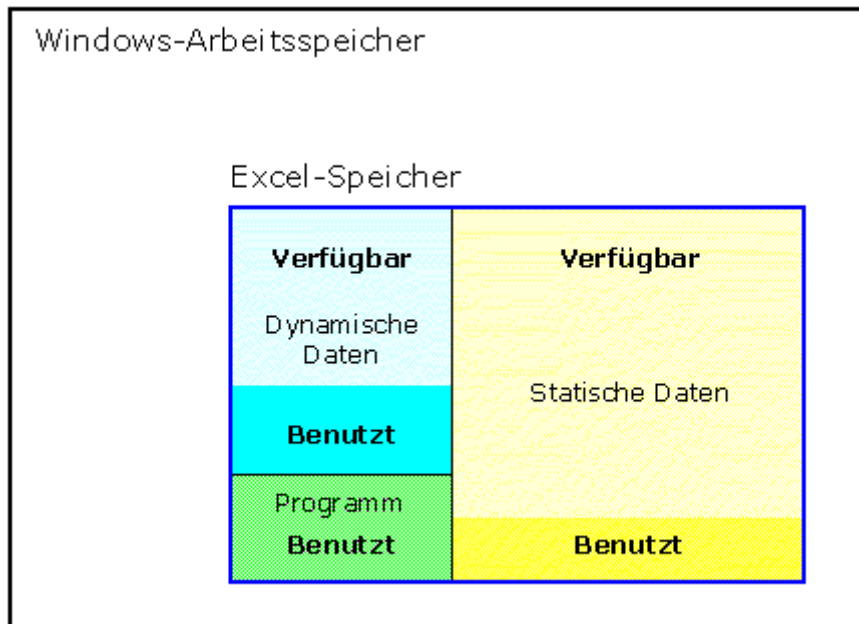 Windows-Arbeitsspeicher
Excel-Speicher
Verfügbar
Dynamische
Daten
Benutzt
Programm
Benutzt
Verfügbar
Statische Daten
Benutzt